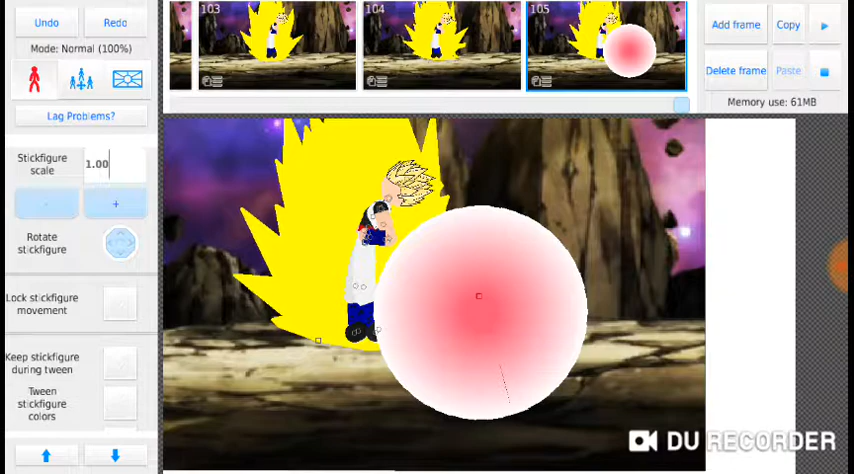 Undo
Redo
Mode: Normal (100%)
Lag Problems?
Stickfigure
scale
1.00
-
+
Rotate
stickfigure
Lock stickfigure
movement
Keep stickfigure
during tween
Tween
stickfigure
colors
103
104
105
Add frame
Copy
Delete frame
Paste
Memory use: 61MB
DU RECORDER